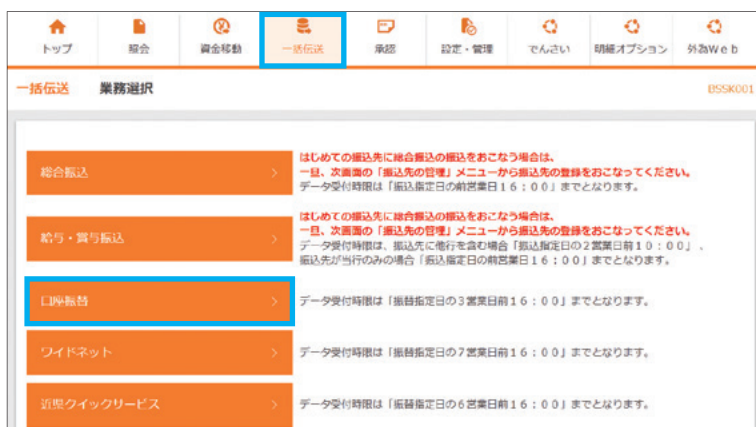 トップ
照会
資金移動
一括伝送
承認
設定・管理
でんさい
明細オプション
外為Web
一括伝送 業務選択 BSSK001
総合振込
はじめての振込先に総合振込の振込をおこなう場合は、
一旦、次画面の「振込先の管理」メニューから振込先の登録をおこなってください。
データ受付時限は「振込指定日の前営業日16:00」までとなります。
給与・賞与振込
はじめての振込先に総合振込の振込をおこなう場合は、
一旦、次画面の「振込先の管理」メニューから振込先の登録をおこなってください。
データ受付時限は、振込先に他行を含む場合「振込指定日の2営業日前10:00」、
振込先が当行のみの場合「振込指定日の前営業日16:00」までとなります。
口座振替
データ受付時限は「振替指定日の3営業日前16:00」までとなります。
ワイドネット
データ受付時限は「振替指定日の7営業日前16:00」までとなります。
近県クイックサービス
データ受付時限は「振替指定日の6営業日前16:00」までとなります。